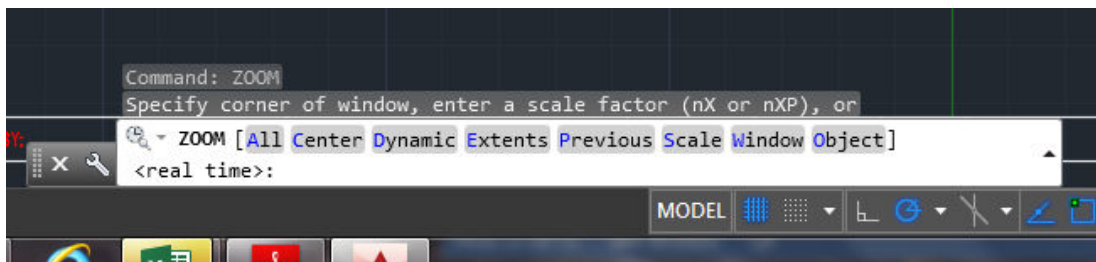 Command: ZOOM
Specify corner of window, enter a scale factor (nX or nXP), or
BY:
ZOOM [All Center Dynamic Extents Previous Scale Window Object]
<real time>:
MODEL